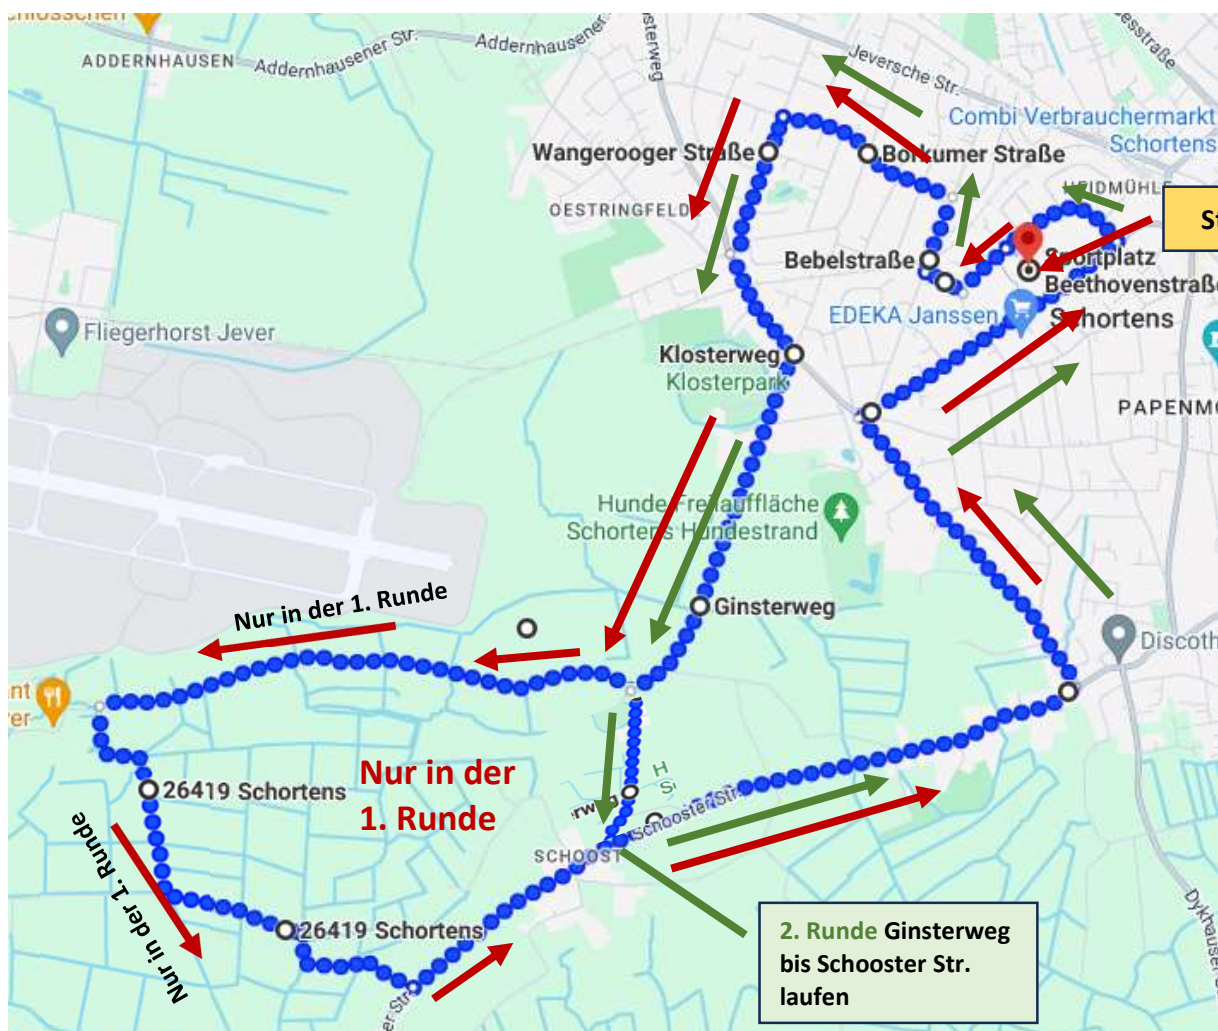 ADDERNHAUSEN
Addernhausener Str.
Addernhausener
Jeversche Str.
Combi Verbrauchermarkt
Schortens
Wangerooger Straße
Borkumer Straße
HEIDMÜHLE
OESTRINGFELD
St
Bebelstraße
Sportplatz
Beethovenstraße
EDEKA Janssen
Schortens
Fliegerhorst Jever
Klosterweg
Klosterpark
PAPENMO
Hunde Freilauffläche
Schortens Hundestrand
Nur in der 1. Runde
Ginsterweg
Discoth
Nur in der
1. Runde
26419 Schortens
Nur in der 1. Runde
Schooster Str.
SCHOOST
26419 Schortens
2. Runde Ginsterweg
bis Schooster Str.
laufen